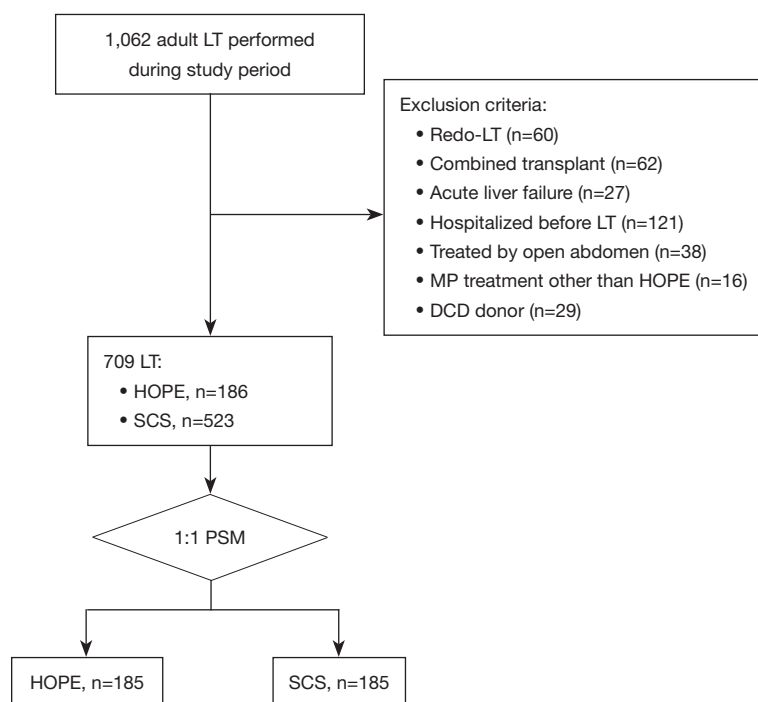 1,062 adult LT performed
during study period
Exclusion criteria:
• Redo-LT (n=60)
• Combined transplant (n=62)
• Acute liver failure (n=27)
• Hospitalized before LT (n=121)
• Treated by open abdomen (n=38)
• MP treatment other than HOPE (n=16)
• DCD donor (n=29)
709 LT:
• HOPE, n=186
• SCS, n=523
1:1 PSM
HOPE, n=185
SCS, n=185